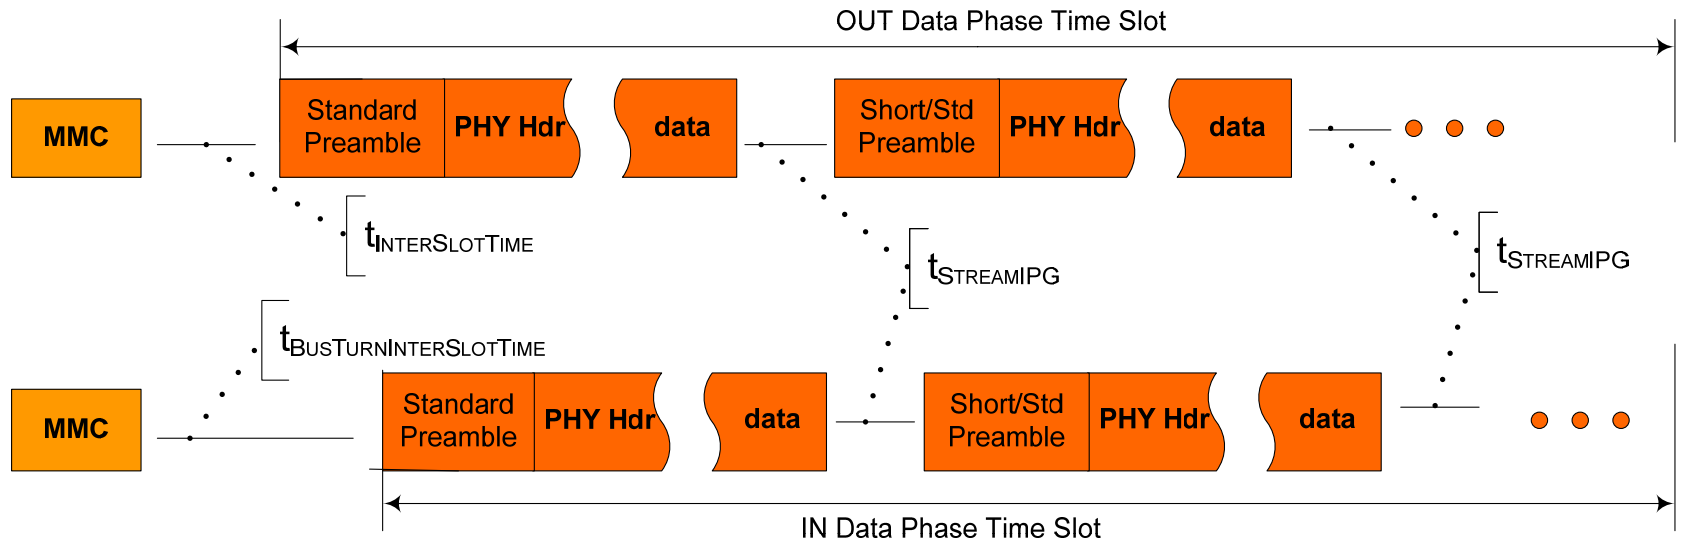 OUT Data Phase Time Slot
MMC
Standard
Preamble
PHY Hdr
data
Short/Std
Preamble
PHY Hdr
data
tINTERSLOTTIME
tSTREAMIPG
tSTREAMIPG
tBUSTURNINTERSLOTTIME
MMC
Standard
Preamble
PHY Hdr
data
Short/Std
Preamble
PHY Hdr
data
IN Data Phase Time Slot